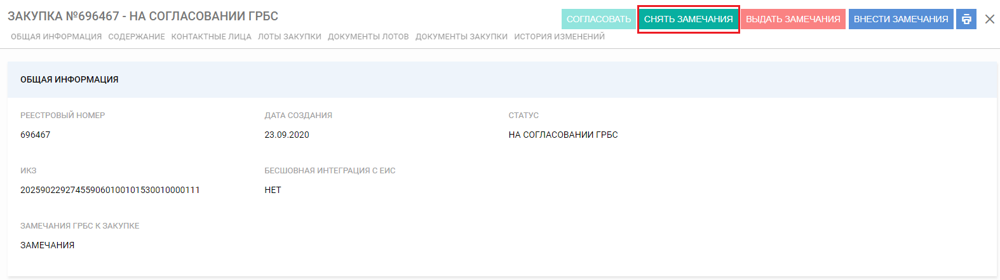 ЗАКУПКА №696467 - НА СОГЛАСОВАНИИ ГРБС
СОГЛАСОВАТЬ СНЯТЬ ЗАМЕЧАНИЯ ВЫДАТЬ ЗАМЕЧАНИЯ ВНЕСТИ ЗАМЕЧАНИЯ
ОБЩАЯ ИНФОРМАЦИЯ СОДЕРЖАНИЕ КОНТАКТНЫЕ ЛИЦА ЛОТЫ ЗАКУПКИ ДОКУМЕНТЫ ЛОТОВ ДОКУМЕНТЫ ЗАКУПКИ ИСТОРИЯ ИЗМЕНЕНИЙ
ОБЩАЯ ИНФОРМАЦИЯ
РЕЕСТРОВЫЙ НОМЕР ДАТА СОЗДАНИЯ СТАТУС
696467 23.09.2020 НА СОГЛАСОВАНИИ ГРБС
ИКЗ БЕСШОВНАЯ ИНТЕГРАЦИЯ С ЕИС
202590229274559060100101530010000111 НЕТ
ЗАМЕЧАНИЯ ГРБС К ЗАКУПКЕ
ЗАМЕЧАНИЯ